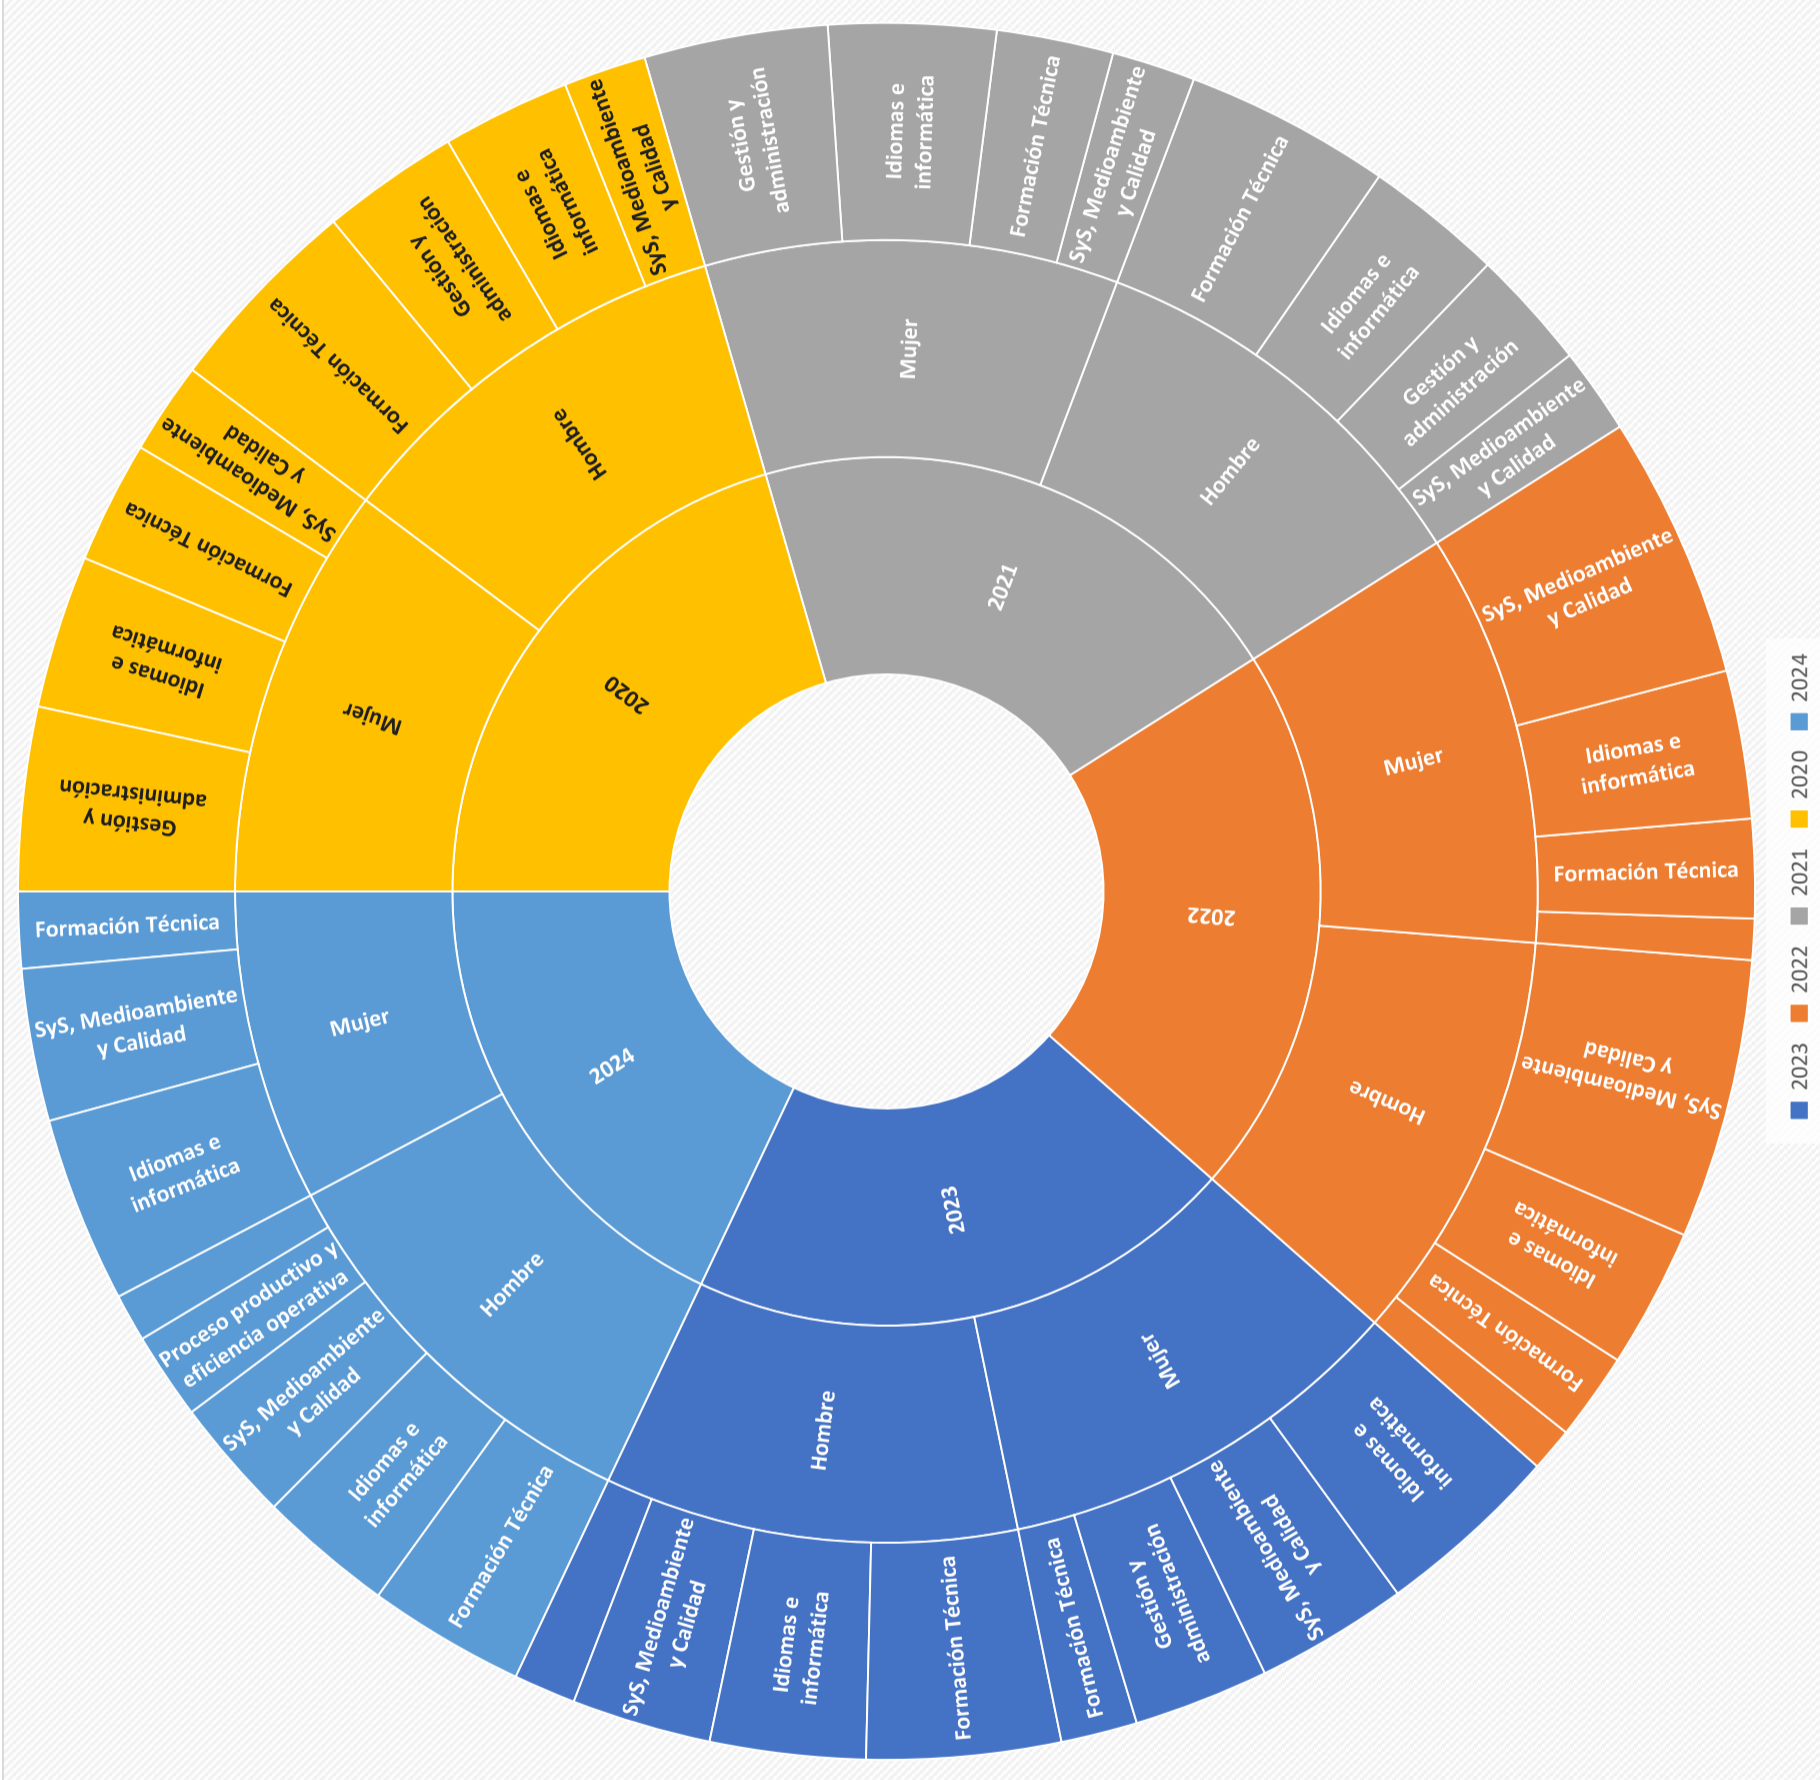 2021
Mujer
Gestión y
administración
Idiomas e
informática
Formación Técnica
SyS, Medioambiente
y Calidad
Hombre
Formación Técnica
Idiomas e
informática
Gestión y
administración
SyS, Medioambiente
y Calidad
2022
Mujer
SyS, Medioambiente
y Calidad
Idiomas e
informática
Formación Técnica
Hombre
SyS, Medioambiente
y Calidad
Idiomas e
informática
Formación Técnica
2023
Mujer
Idiomas e
informática
SyS, Medioambiente
y Calidad
Gestión y
administración
Formación Técnica
Hombre
Formación Técnica
Idiomas e
informática
SyS, Medioambiente
y Calidad
2024
Hombre
Formación Técnica
Idiomas e
informática
SyS, Medioambiente
y Calidad
Proceso productivo y
eficiencia operativa
Mujer
Idiomas e
informática
SyS, Medioambiente
y Calidad
Formación Técnica
2020
Mujer
Gestión y
administración
Idiomas e
informática
Formación Técnica
SyS, Medioambiente
y Calidad
Hombre
Formación Técnica
Gestión y
administración
Idiomas e
informática
SyS, Medioambiente
y Calidad
2023 2022 2021 2020 2024